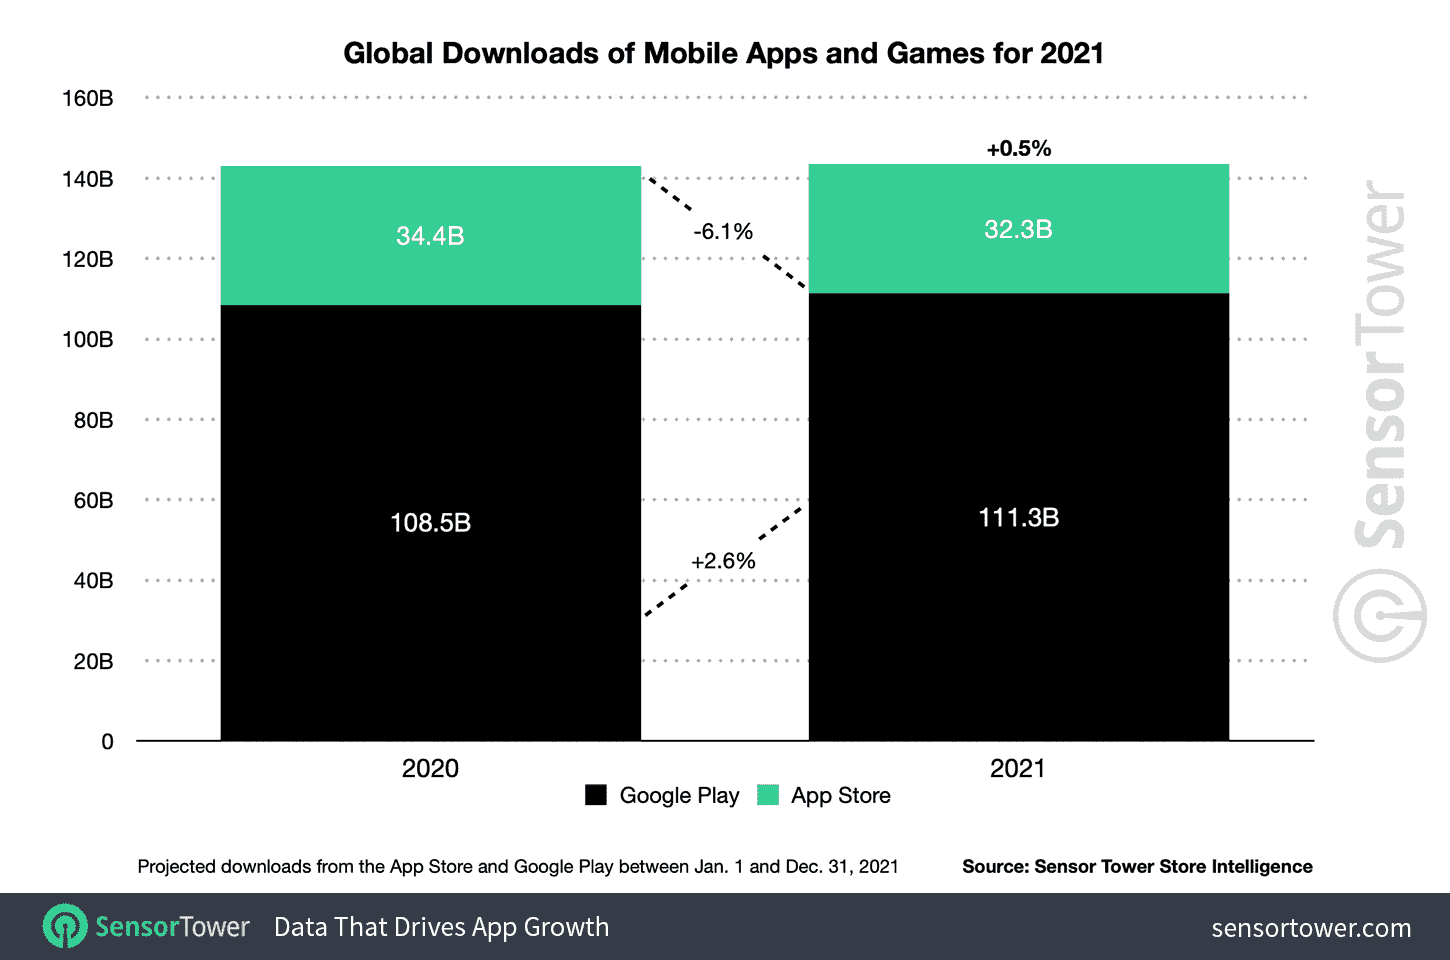 Global Downloads of Mobile Apps and Games for 2021
160B
140B
120B
100B
80B
60B
40B
20B
0
34.4B
108.5B
-6.1%
+2.6%
+0.5%
32.3B
111.3B
2020
2021
Google Play
App Store
Projected downloads from the App Store and Google Play between Jan. 1 and Dec. 31, 2021
Source: Sensor Tower Store Intelligence
SensorTower
SensorTower
Data That Drives App Growth
sensortower.com